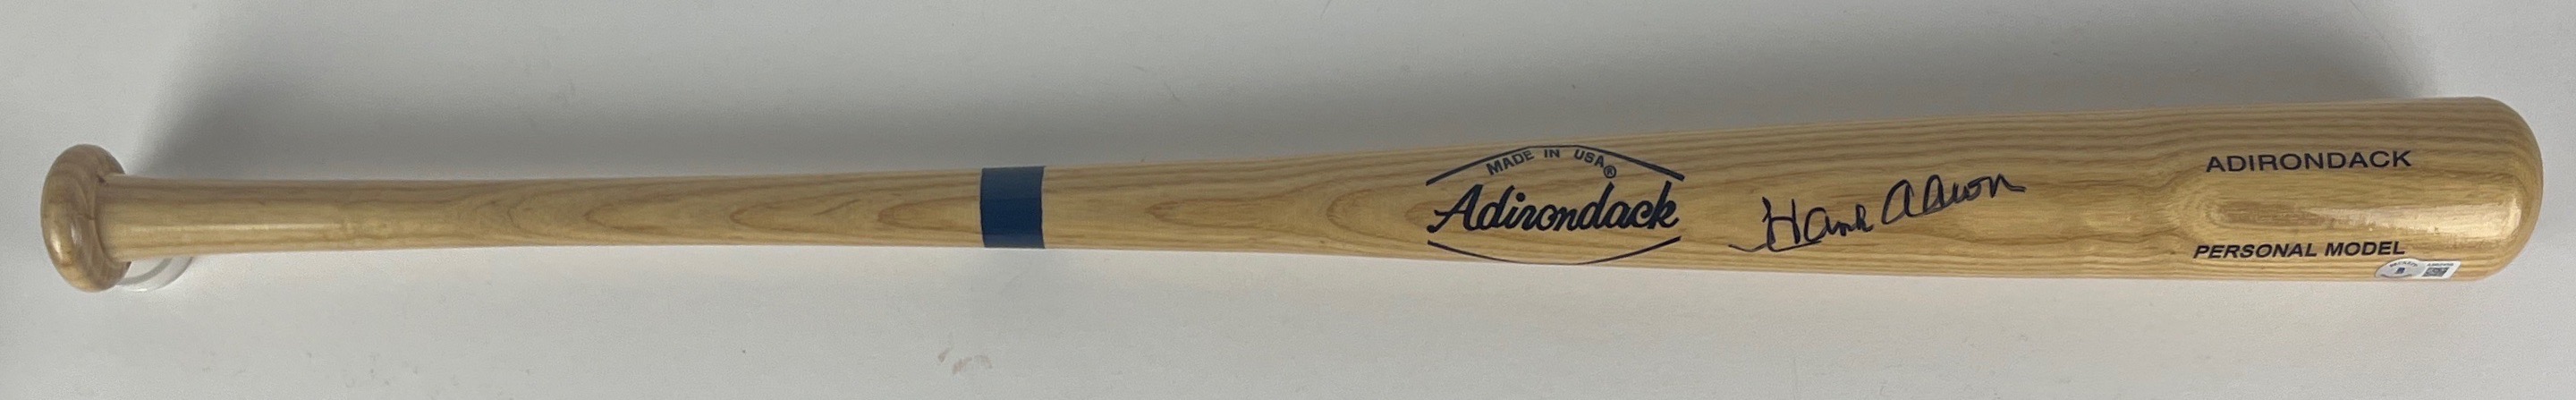 MADE IN USA
®
Adirondack
Hank Aaron
ADIRONDACK
PERSONAL MODEL
B